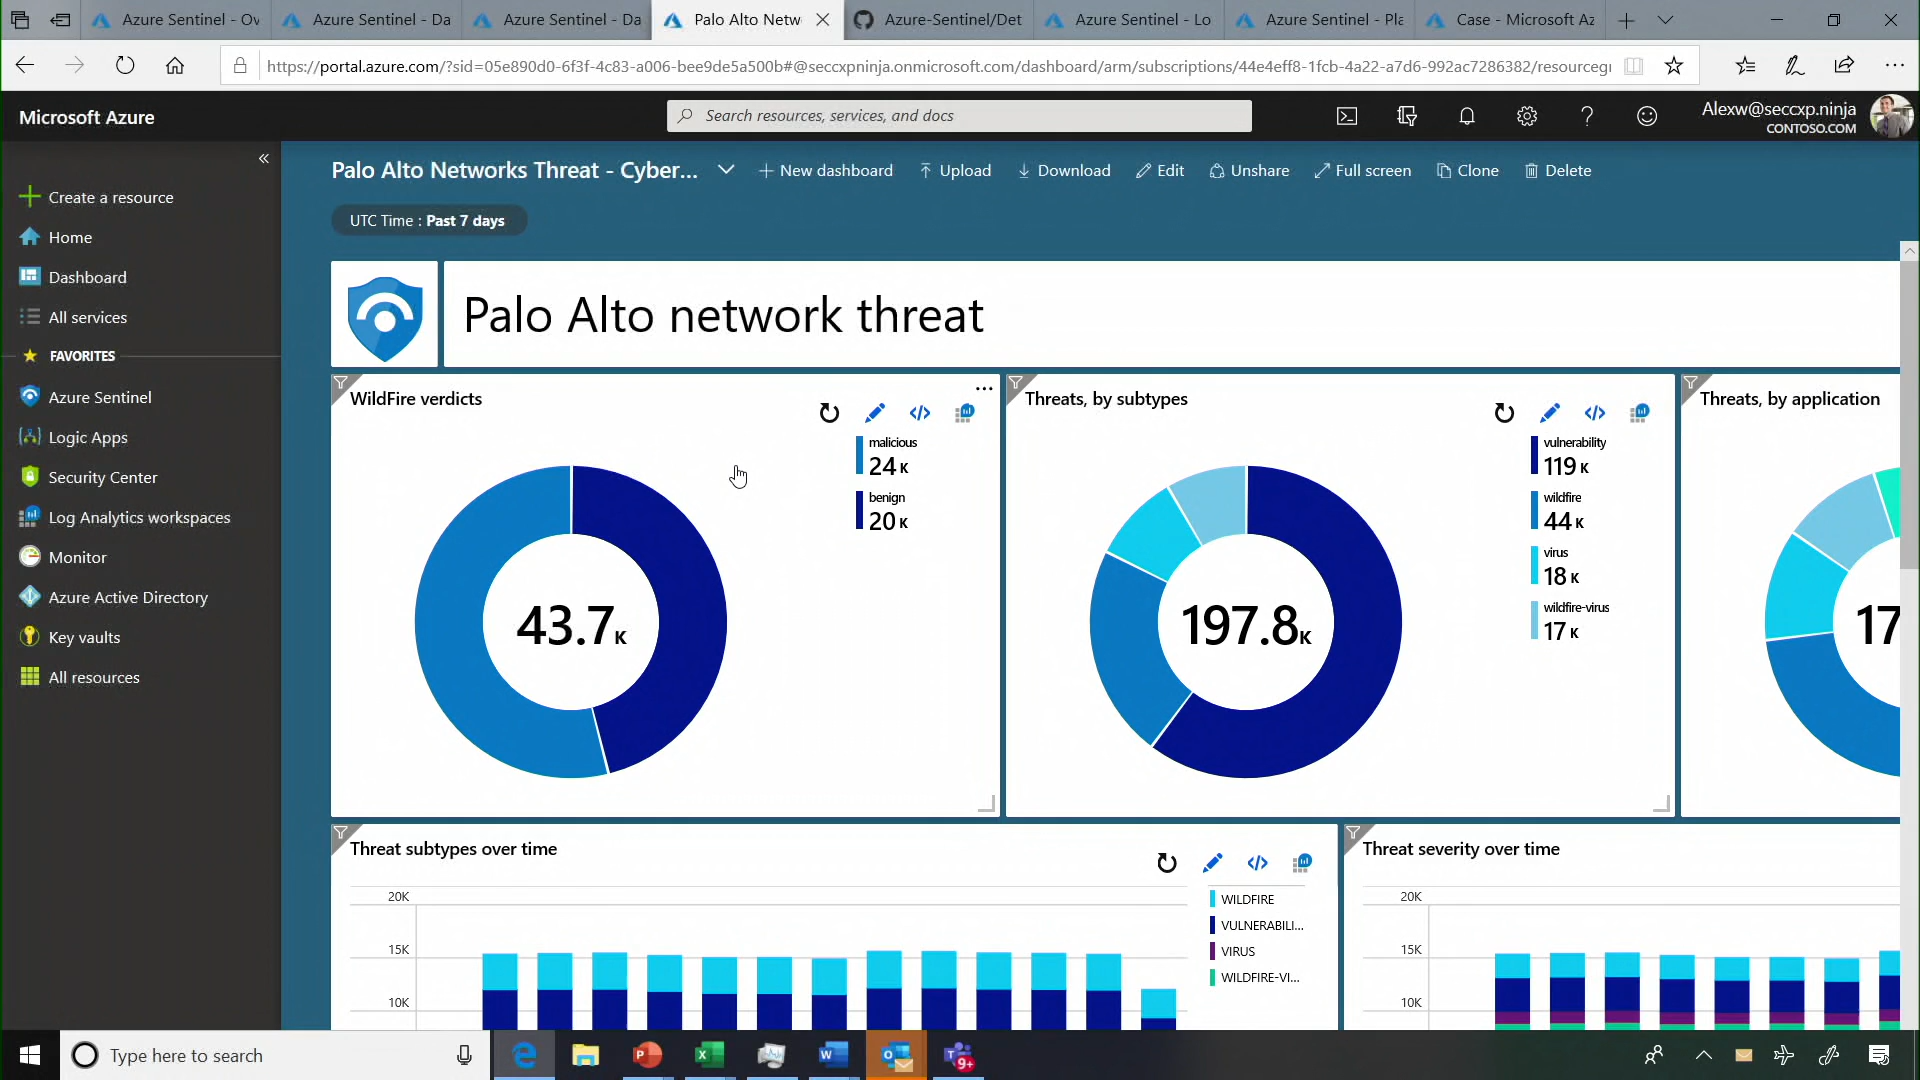 Azure Sentinel - Ov
Azure Sentinel - Da
Azure Sentinel - Da
Palo Alto Netw
Azure-Sentinel/Det
Azure Sentinel - Lo
Azure Sentinel - Pla
Case - Microsoft Az
https://portal.azure.com/?sid=05e890d0-6f3f-4c83-a006-bee9de5a500b#@seccxpninja.onmicrosoft.com/dashboard/arm/subscriptions/44e4eff8-1fcb-4a22-a7d6-992ac7286382/resourcegr
Microsoft Azure
Search resources, services, and docs
Alexw@seccxp.ninja
CONTOSO.COM
Create a resource
Home
Dashboard
All services
FAVORITES
Azure Sentinel
Logic Apps
Security Center
Log Analytics workspaces
Monitor
Azure Active Directory
Key vaults
All resources
Palo Alto Networks Threat - Cyber...
New dashboard
Upload
Download
Edit
Unshare
Full screen
Clone
Delete
UTC Time : Past 7 days
Palo Alto network threat
WildFire verdicts
malicious
24 K
benign
20 K
43.7K
Threats, by subtypes
vulnerability
119 K
wildfire
44 K
virus
18 K
wildfire-virus
17 K
197.8K
Threats, by application
17
Threat subtypes over time
20K
15K
10K
WILDFIRE
VULNERABILI...
VIRUS
WILDFIRE-VI...
Threat severity over time
20K
15K
10K
Type here to search
9+